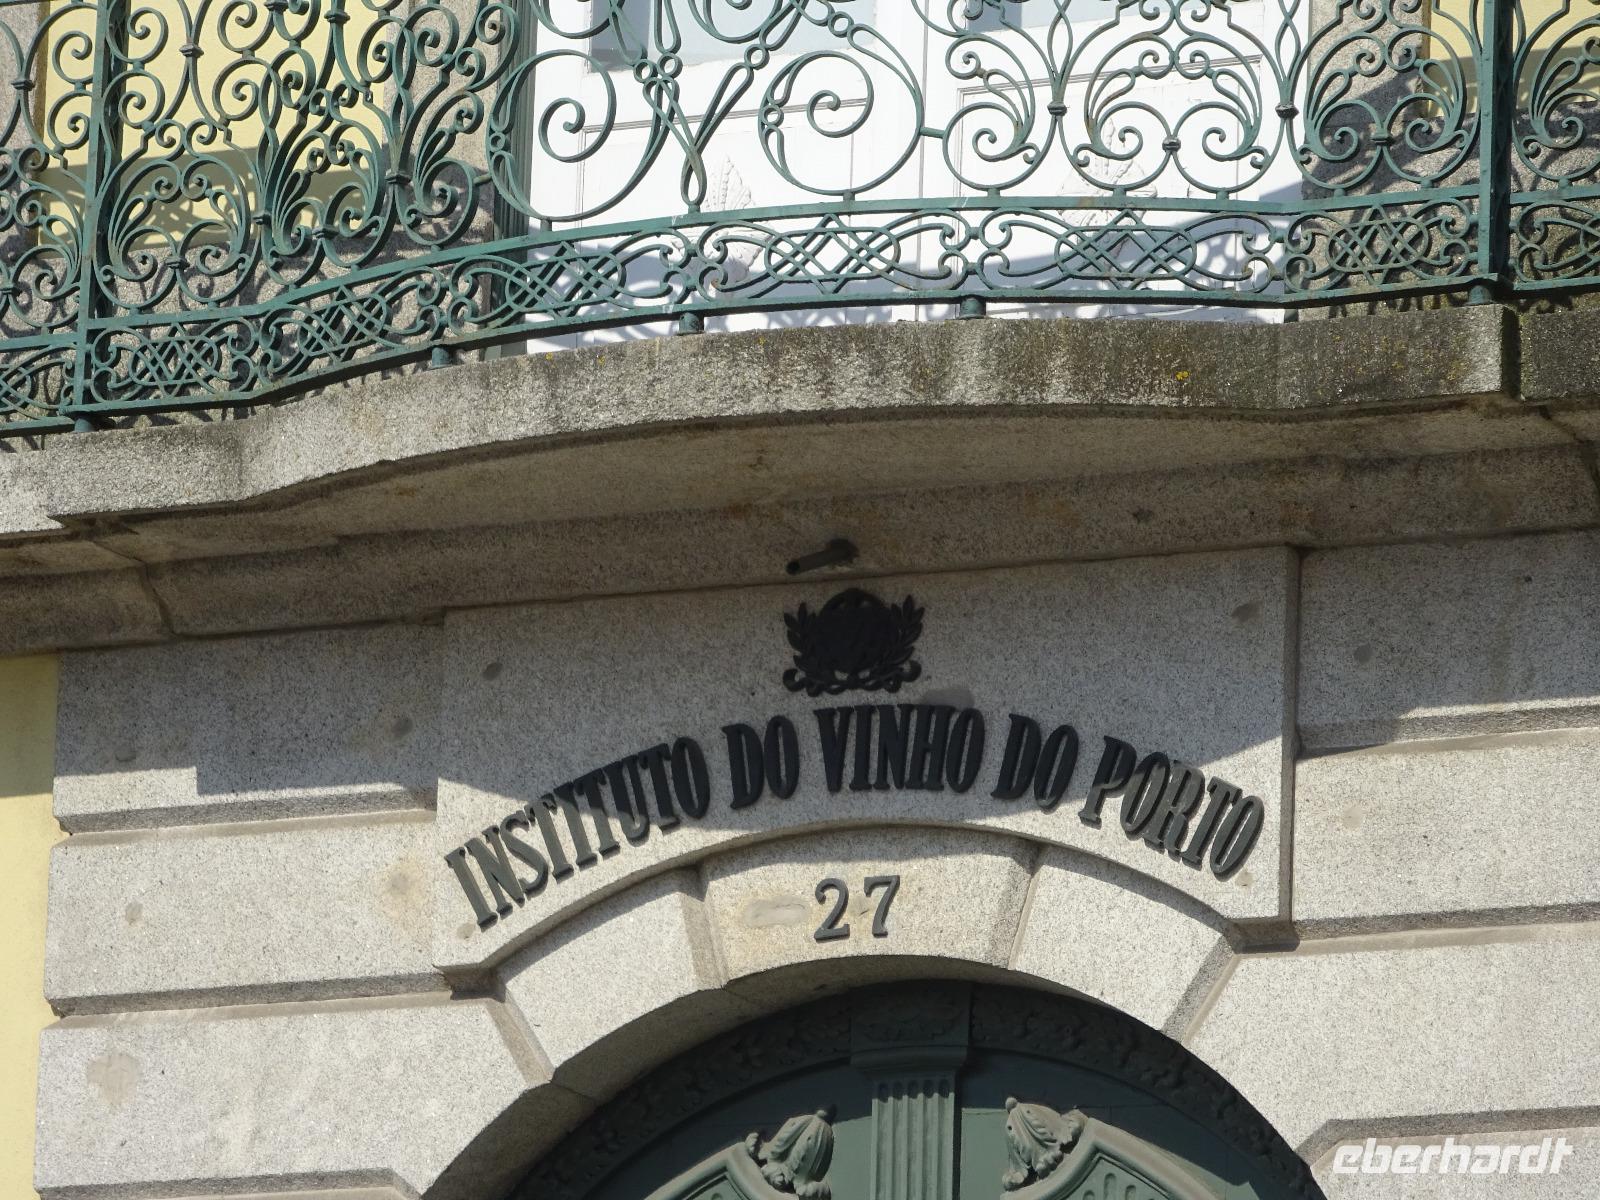 INSTITUTO DO VINHO DO PORTO
27
eberhardt